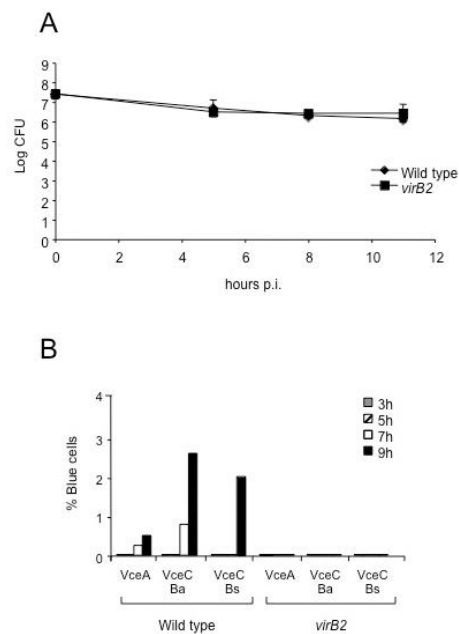 A
9
8
7
6
5
4
3
2
1
0
Log CFU
0 2 4 6 8 10 12
hours p.i.
Wild type
virB2
B
4
3
2
1
0
% Blue cells
3h
5h
7h
9h
VceA VceC VceC VceA VceC VceC
Ba Bs Ba Bs
Wild type virB2